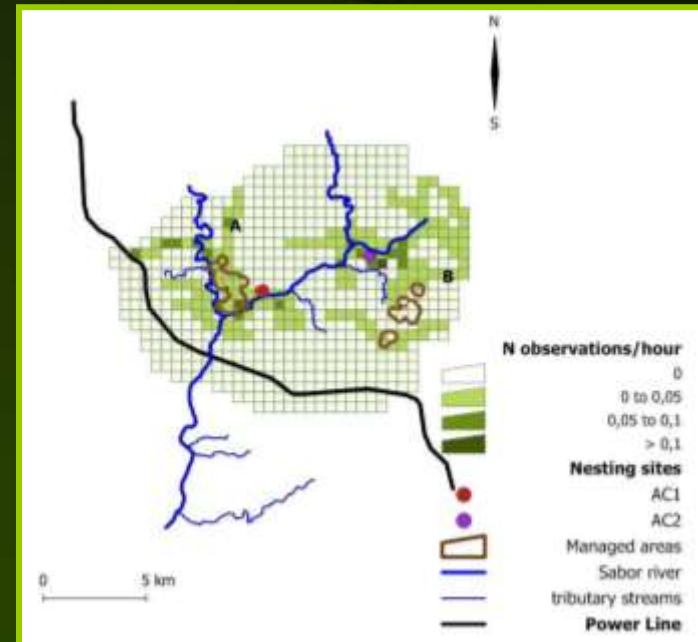 N
S
A
B
N observations/hour
0
0 to 0,05
0,05 to 0,1
> 0,1
Nesting sites
AC1
AC2
Managed areas
Sabor river
tributary streams
Power Line
0 5 km